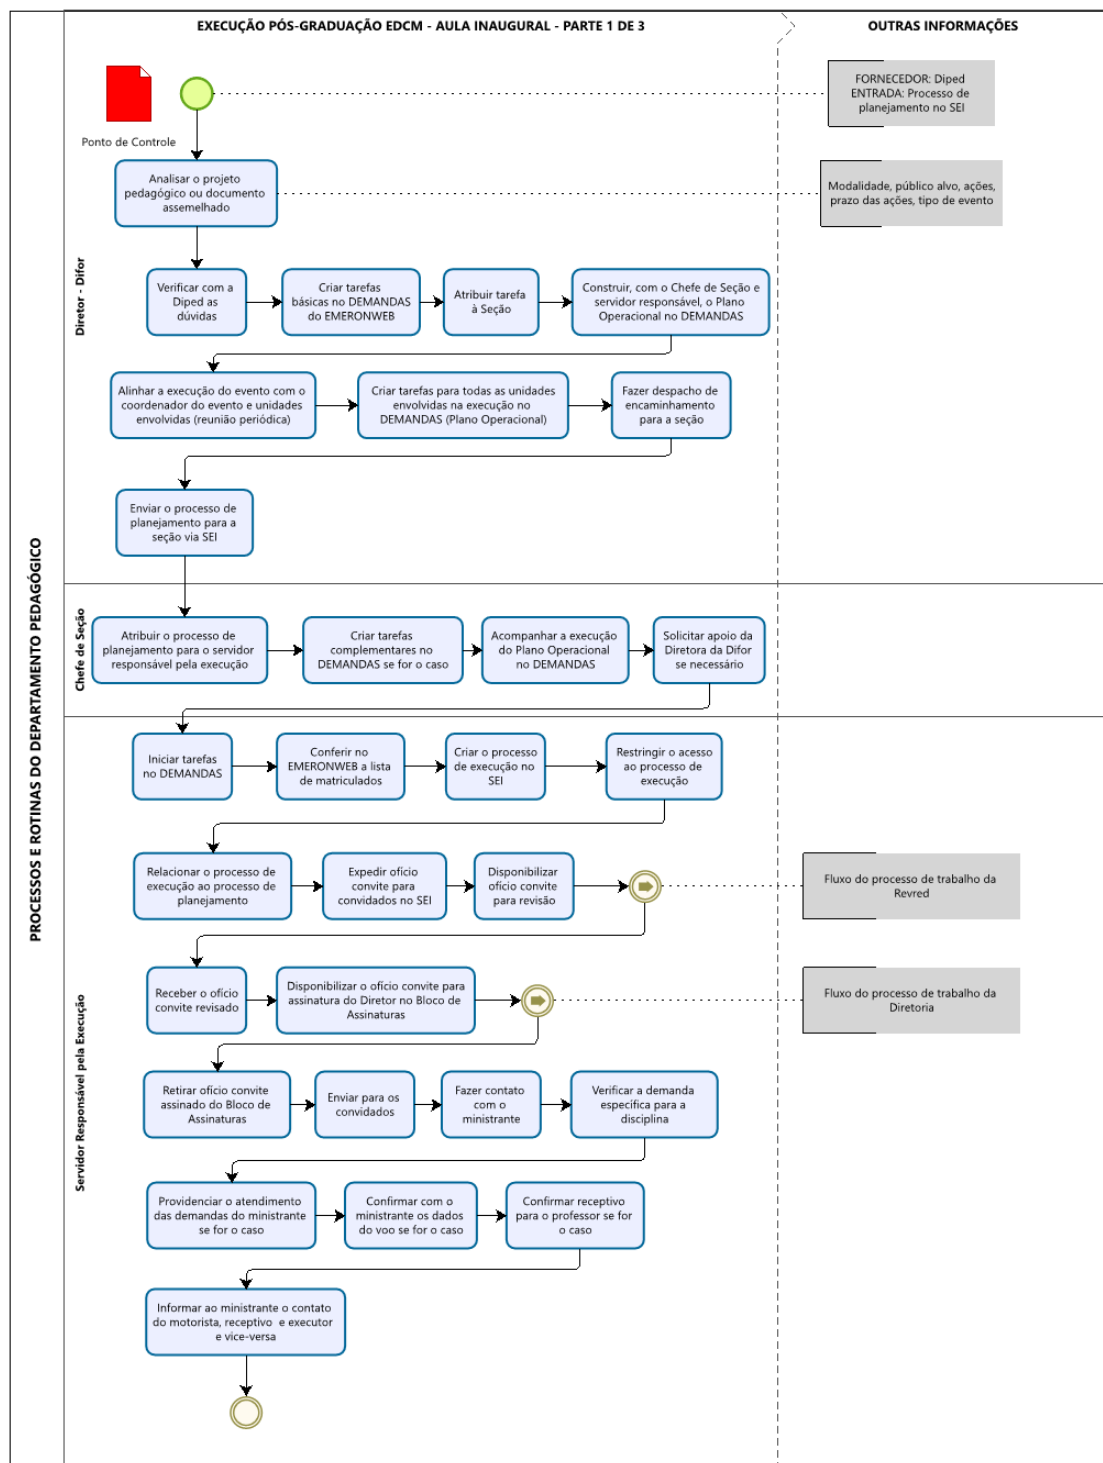 EXECUÇÃO PÓS-GRADUAÇÃO EDCM - AULA INAUGURAL - PARTE 1 DE 3
OUTRAS INFORMAÇÕES
PROCESSOS E ROTINAS DO DEPARTAMENTO PEDAGÓGICO
Diretor - Difor
Ponto de Controle
FORNECEDOR: Diped
ENTRADA: Processo de
planejamento no SEI
Analisar o projeto
pedagógico ou documento
assemelhado
Modalidade, público alvo, ações,
prazo das ações, tipo de evento
Verificar com a
Diped as
dúvidas
Criar tarefas
básicas no DEMANDAS
do EMERONWEB
Atribuir tarefa
à Seção
Construir, com o Chefe de Seção e
servidor responsável, o Plano
Operacional no DEMANDAS
Alinhar a execução do evento com o
coordenador do evento e unidades
envolvidas (reunião periódica)
Criar tarefas para todas as unidades
envolvidas na execução no
DEMANDAS (Plano Operacional)
Fazer despacho de
encaminhamento
para a seção
Enviar o processo de
planejamento para a
seção via SEI
Chefe de Seção
Atribuir o processo de
planejamento para o servidor
responsável pela execução
Criar tarefas
complementares no
DEMANDAS se for o caso
Acompanhar a execução
do Plano Operacional
no DEMANDAS
Solicitar apoio da
Diretora da Difor
se necessário
Servidor Responsável pela Execução
Iniciar tarefas
no DEMANDAS
Conferir no
EMERONWEB a lista
de matriculados
Criar o processo
de execução no
SEI
Restringir o acesso
ao processo de
execução
Relacionar o processo de
execução ao processo de
planejamento
Expedir ofício
convite para
convidados no SEI
Disponibilizar
ofício convite
para revisão
Fluxo do processo de trabalho da
Revred
Receber o ofício
convite revisado
Disponibilizar o ofício convite para
assinatura do Diretor no Bloco de
Assinaturas
Fluxo do processo de trabalho da
Diretoria
Retirar ofício convite
assinado do Bloco de
Assinaturas
Enviar para os
convidados
Fazer contato
com o
ministrante
Verificar a demanda
específica para a
disciplina
Providenciar o atendimento
das demandas do ministrante
se for o caso
Confirmar com o
ministrante os dados
do voo se for o caso
Confirmar receptivo
para o professor se for
o caso
Informar ao ministrante o contato
do motorista, receptivo e executor
e vice-versa